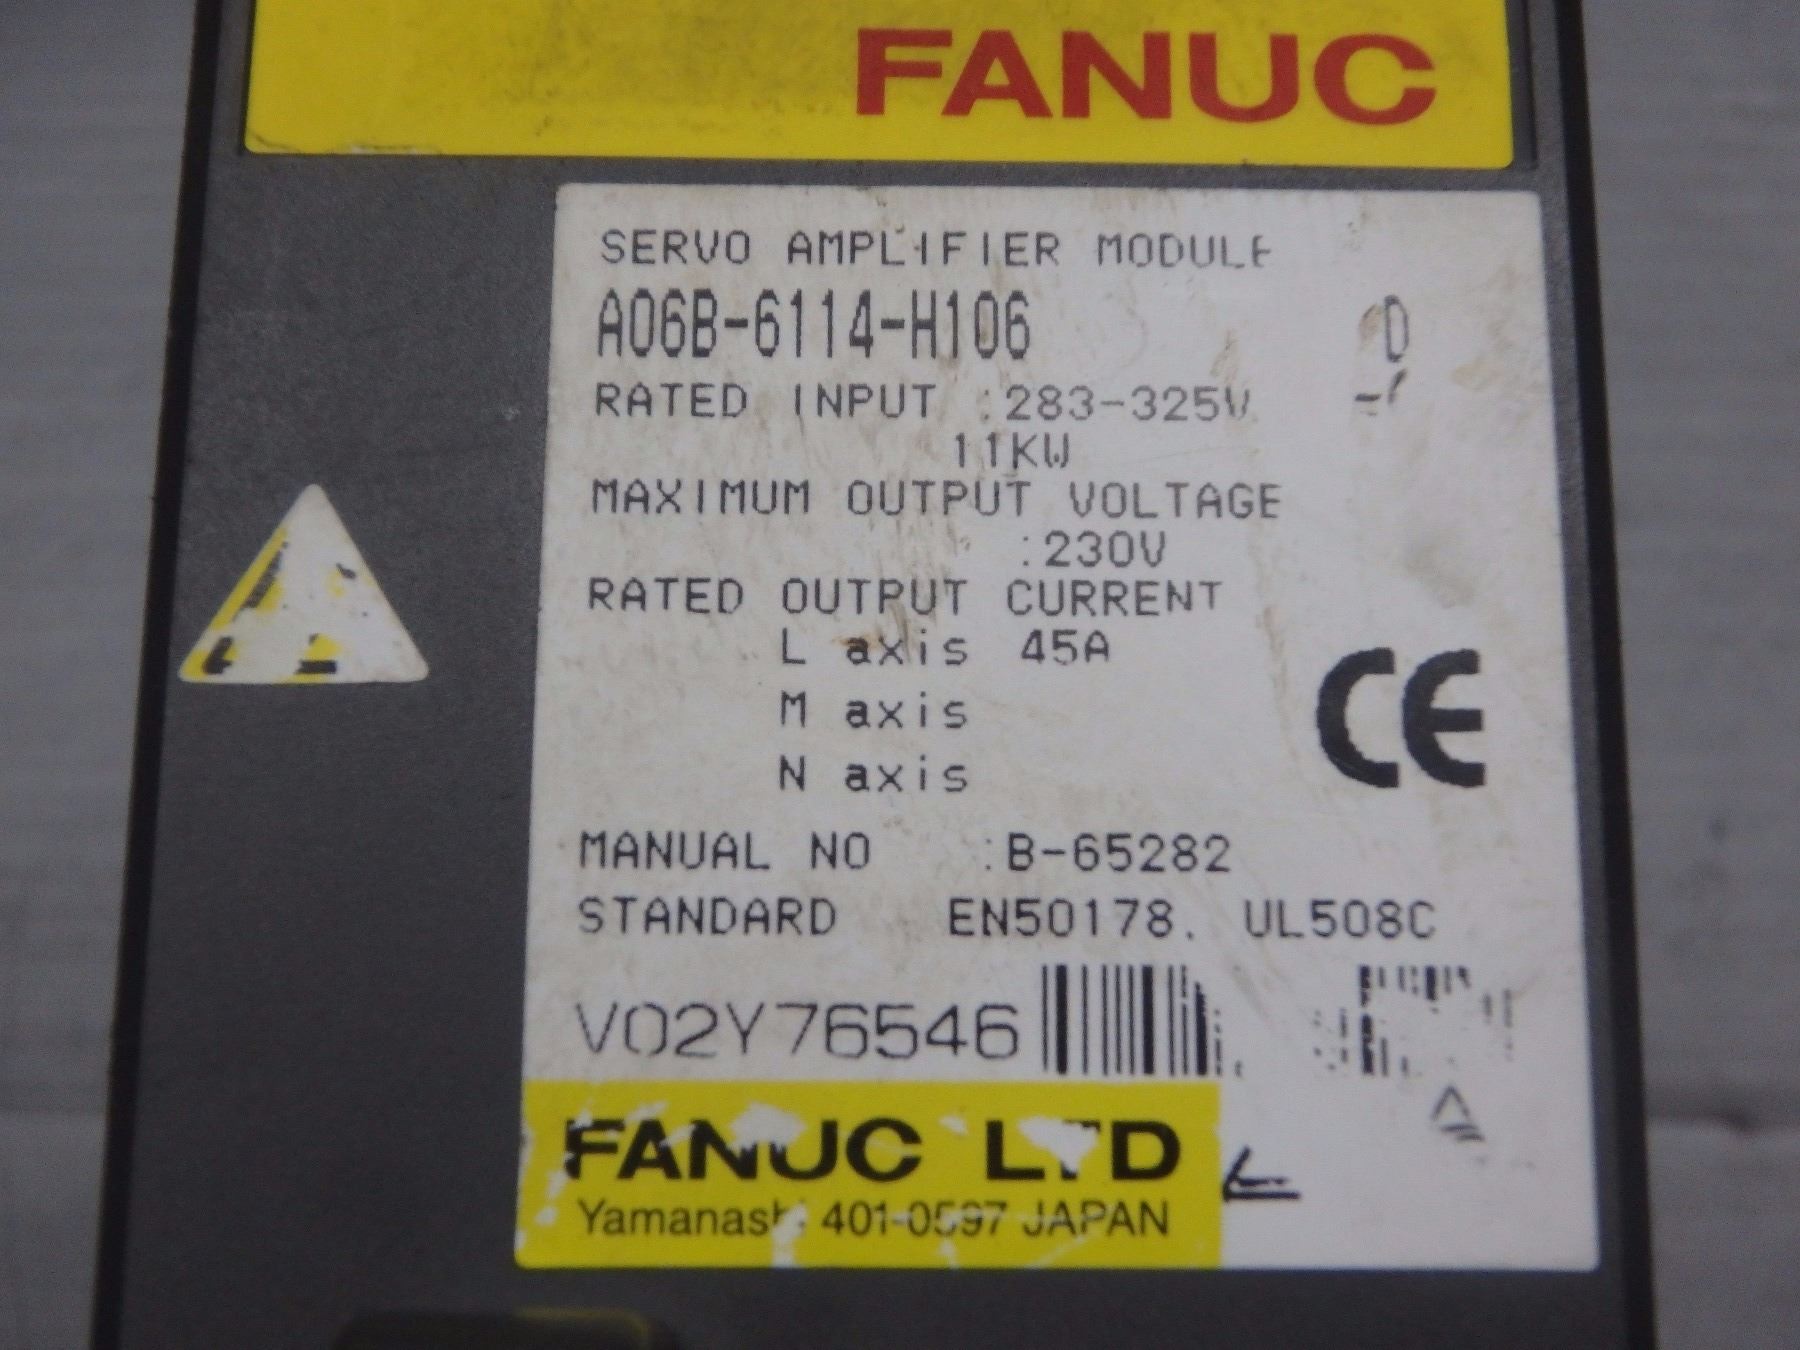 FANUC
SERVO AMPLIFIER MODULE
A06B-6114-H106 D
RATED INPUT :283-325V
11KW
MAXIMUM OUTPUT VOLTAGE
:230V
RATED OUTPUT CURRENT
L axis 45A
M axis
N axis
CE
MANUAL NO :B-65282
STANDARD EN50178. UL508C
V02Y76546
FANUC LTD
Yamanashi 401-0597 JAPAN